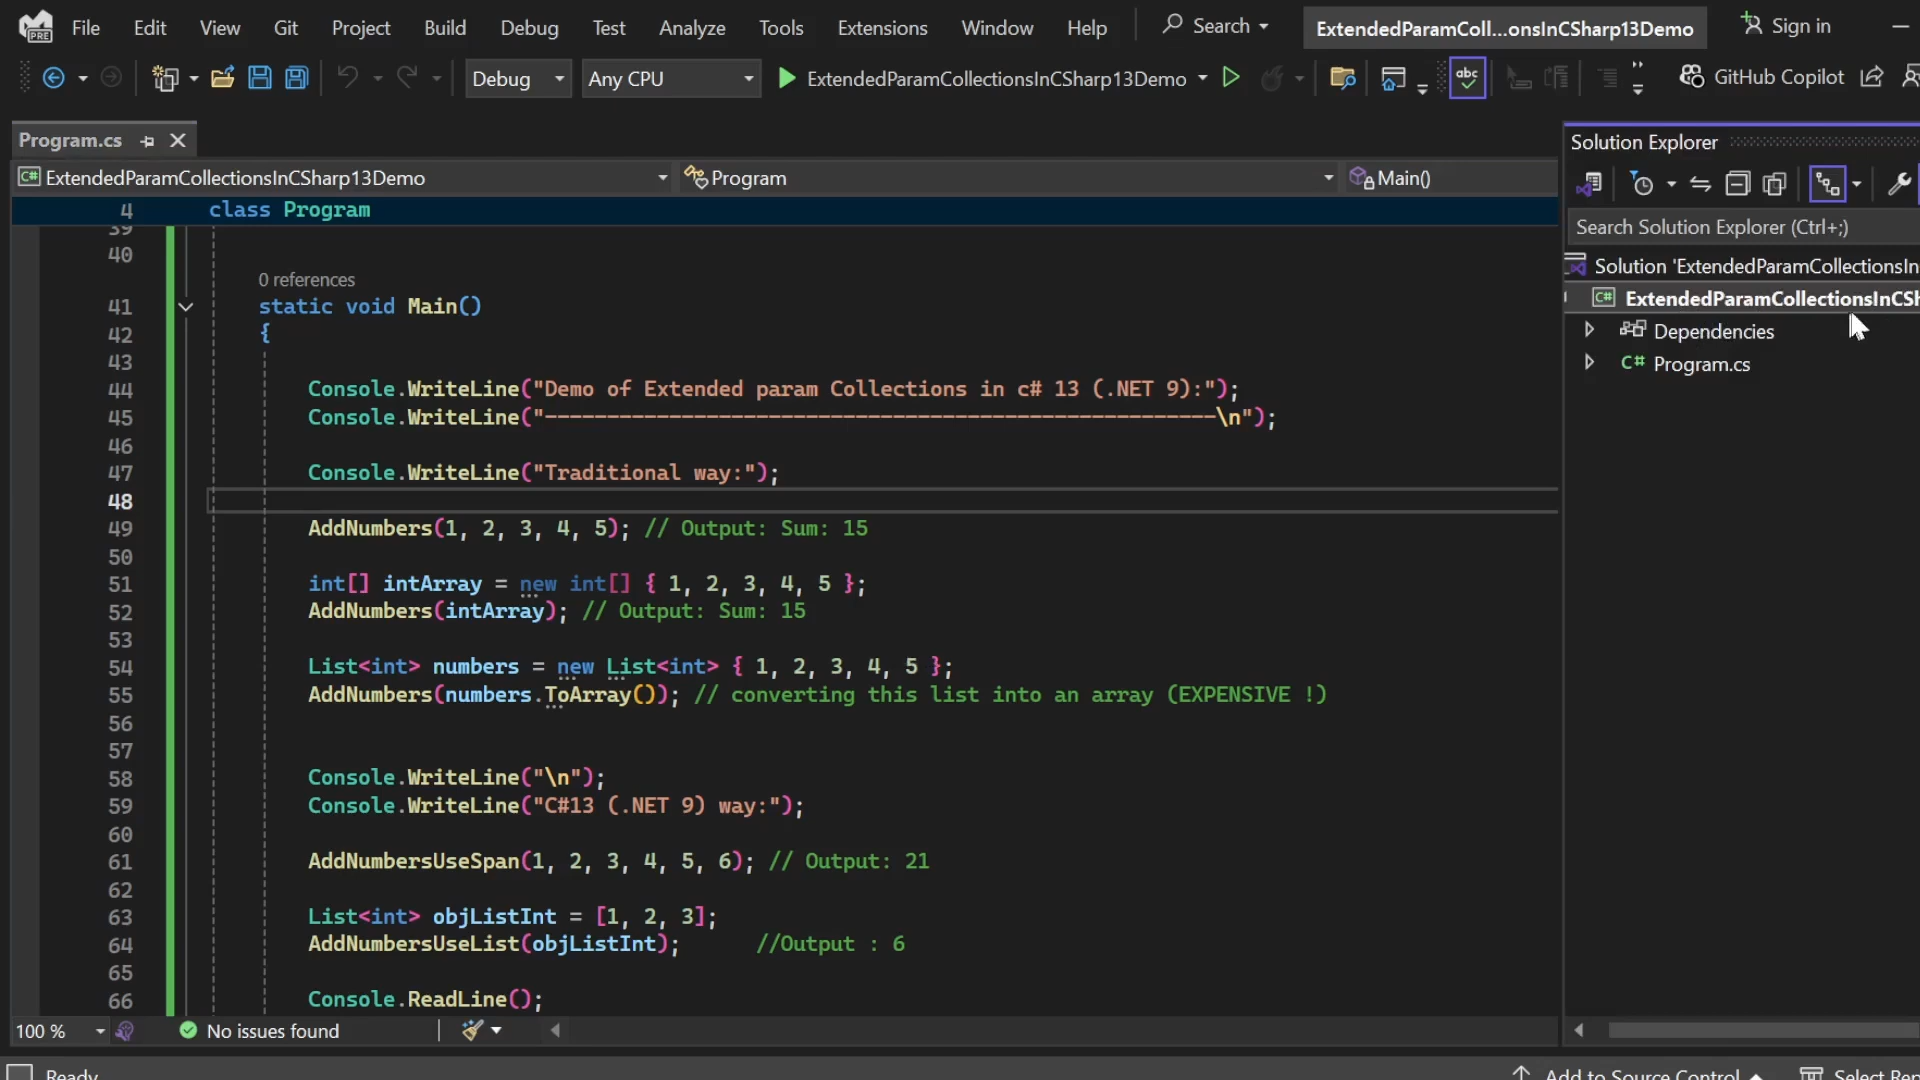 File Edit View Git Project Build Debug Test Analyze Tools Extensions Window Help Search ExtendedParamColl...onsInCSharp13Demo Sign in
Debug Any CPU ExtendedParamCollectionsInCSharp13Demo abc GitHub Copilot
Program.cs
ExtendedParamCollectionsInCSharp13Demo Program Main()
4 class Program
39
40
0 references
41 static void Main()
42 {
43
44 Console.WriteLine("Demo of Extended param Collections in c# 13 (.NET 9):");
45 Console.WriteLine("------------------------------------------------------\n");
46
47 Console.WriteLine("Traditional way:");
48
49 AddNumbers(1, 2, 3, 4, 5); // Output: Sum: 15
50
51 int[] intArray = new int[] { 1, 2, 3, 4, 5 };
52 AddNumbers(intArray); // Output: Sum: 15
53
54 List<int> numbers = new List<int> { 1, 2, 3, 4, 5 };
55 AddNumbers(numbers.ToArray()); // converting this list into an array (EXPENSIVE !)
56
57
58 Console.WriteLine("\n");
59 Console.WriteLine("C#13 (.NET 9) way:");
60
61 AddNumbersUseSpan(1, 2, 3, 4, 5, 6); // Output: 21
62
63 List<int> objListInt = [1, 2, 3];
64 AddNumbersUseList(objListInt); //Output : 6
65
66 Console.ReadLine();
100 % No issues found
Solution Explorer
Search Solution Explorer (Ctrl+;)
Solution 'ExtendedParamCollectionsIn
C# ExtendedParamCollectionsInCSh
Dependencies
C# Program.cs
Ready Add to Source Control Select Rep